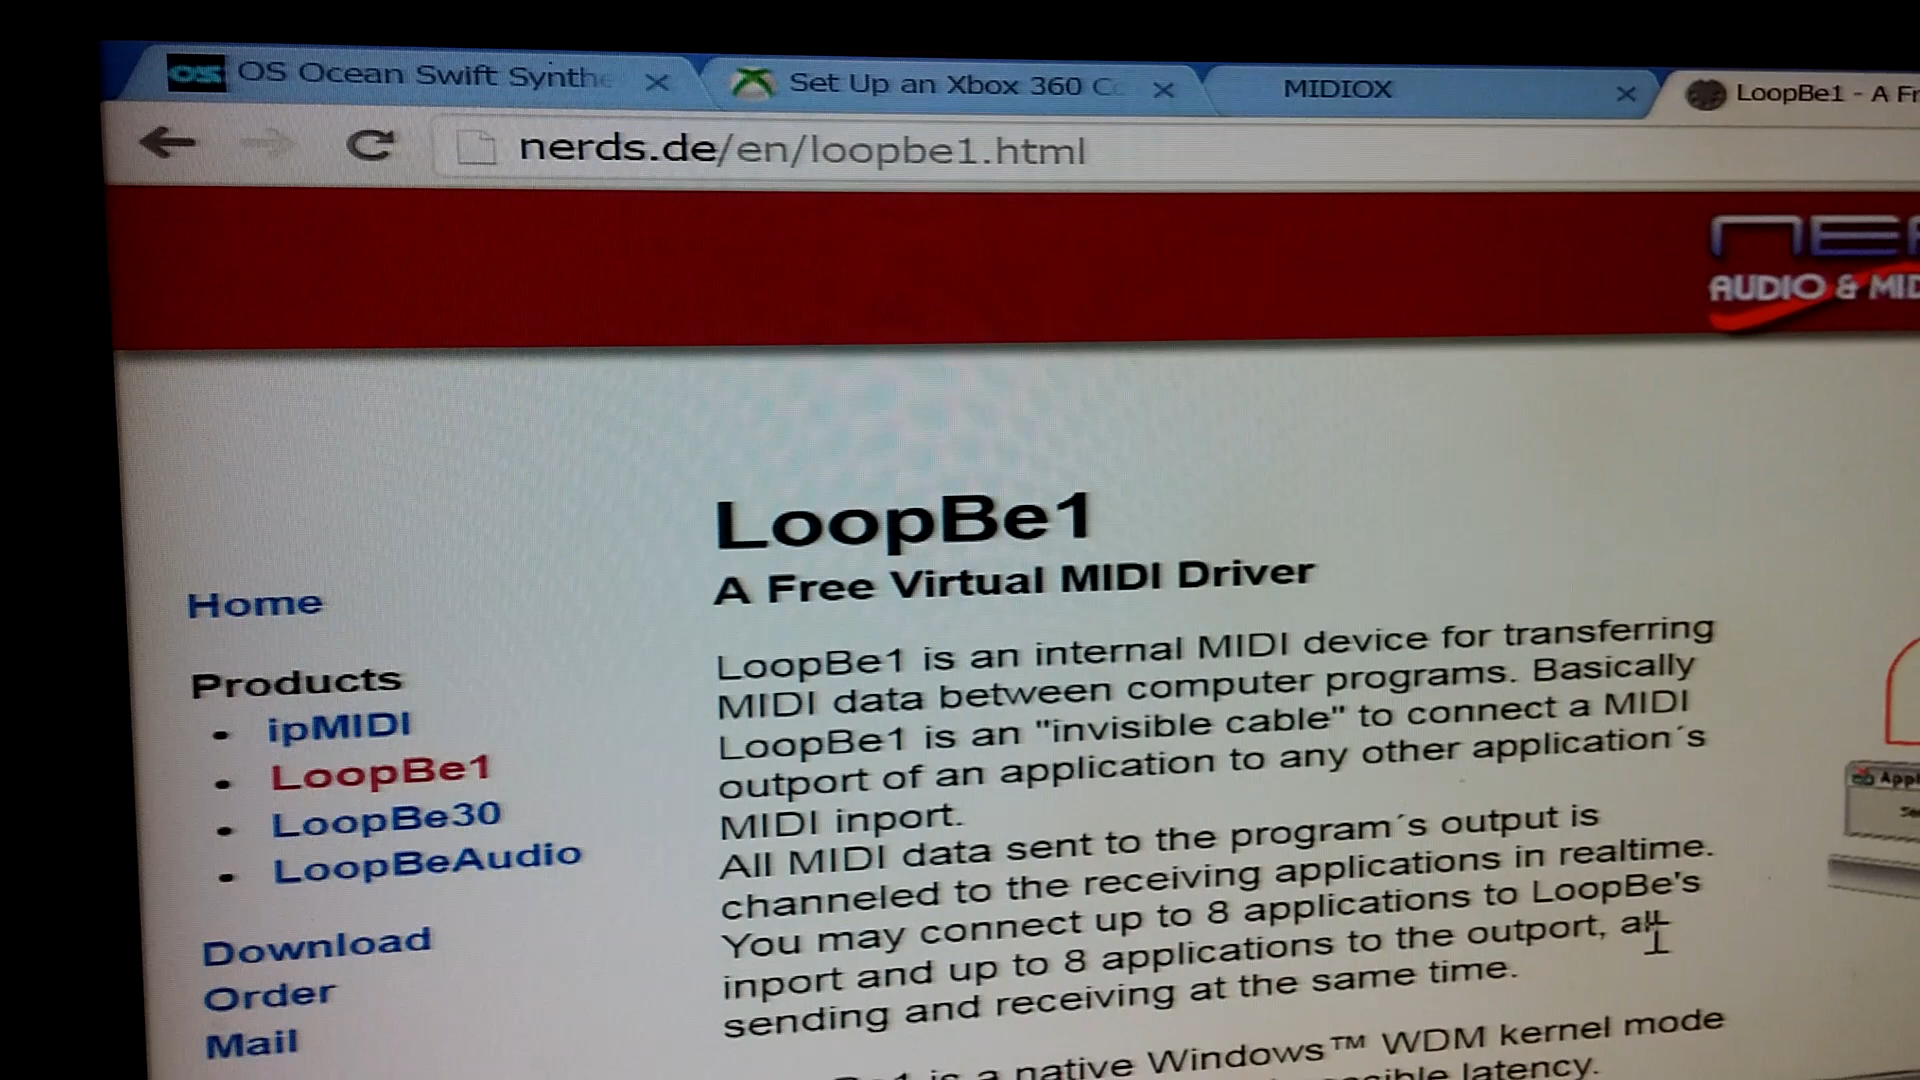 OS OS Ocean Swift Synthe
Set Up an Xbox 360 Co
MIDIOX
LoopBe1 - A Fr
nerds.de/en/loopbe1.html
AUDIO & MID
LoopBe1
A Free Virtual MIDI Driver
Home
Products
• ipMIDI
• LoopBe1
• LoopBe30
• LoopBeAudio
Download
Order
Mail
LoopBe1 is an internal MIDI device for transferring
MIDI data between computer programs. Basically
LoopBe1 is an "invisible cable" to connect a MIDI
outport of an application to any other application´s
MIDI inport.
All MIDI data sent to the program´s output is
channeled to the receiving applications in realtime.
You may connect up to 8 applications to LoopBe's
inport and up to 8 applications to the outport, all
sending and receiving at the same time.
is a native Windows™ WDM kernel mode
latency.
Appl